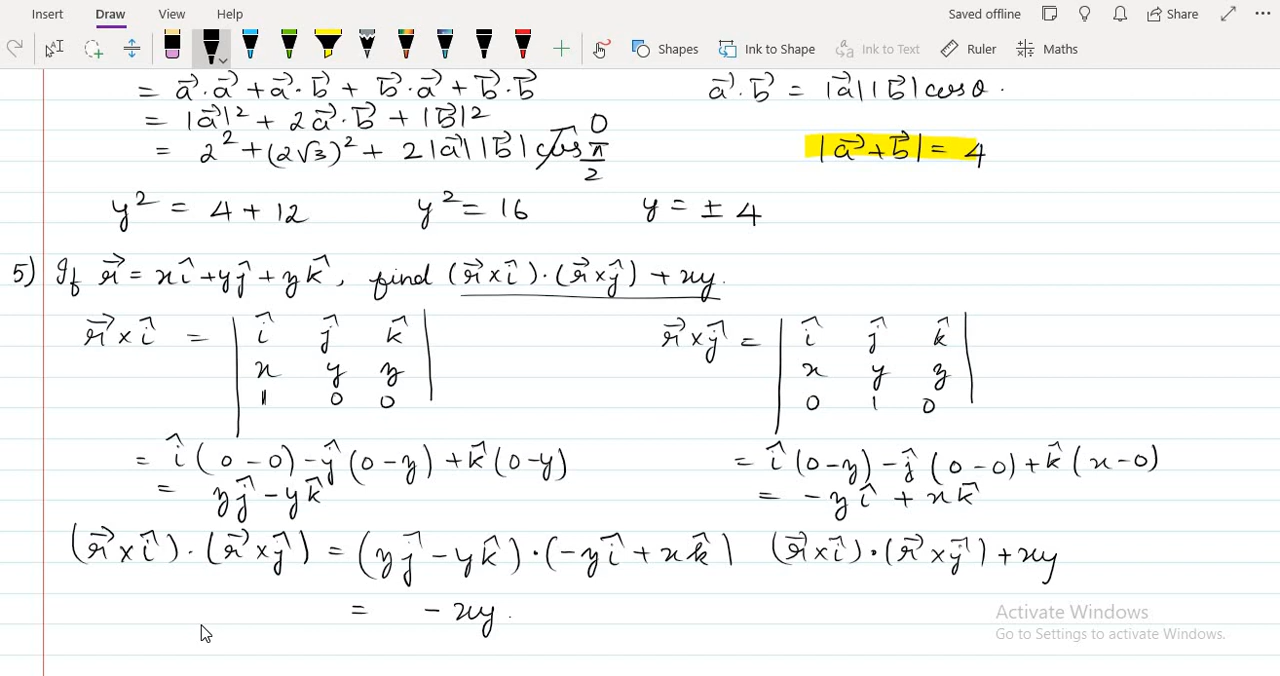 Insert Draw View Help Saved offline Share
Shapes Ink to Shape Ink to Text Ruler Maths
= a⃗·a⃗ + a⃗·b⃗ + b⃗·a⃗ + b⃗·b⃗ a⃗·b⃗ = |a⃗||b⃗|cosθ.
= |a⃗|² + 2a⃗·b⃗ + |b⃗|²
= 2² + (2√3)² + 2|a⃗||b⃗| cos π/2 0 |a⃗+b⃗| = 4
y² = 4 + 12 y² = 16 y = ± 4
5) If r⃗ = xî + yĵ + zk̂, find (r⃗×î)·(r⃗×ĵ) + xy.
r⃗×î = | î ĵ k̂ | r⃗×ĵ = | î ĵ k̂ |
x y z x y z
1 0 0 0 1 0
= î(0-0) - ĵ(0-z) + k̂(0-y) = î(0-z) - ĵ(0-0) + k̂(x-0)
= zĵ - yk̂ = -zî + xk̂
(r⃗×î)·(r⃗×ĵ) = (zĵ - yk̂)·(-zî + xk̂) (r⃗×î)·(r⃗×ĵ) + xy
= - xy.
Activate Windows
Go to Settings to activate Windows.